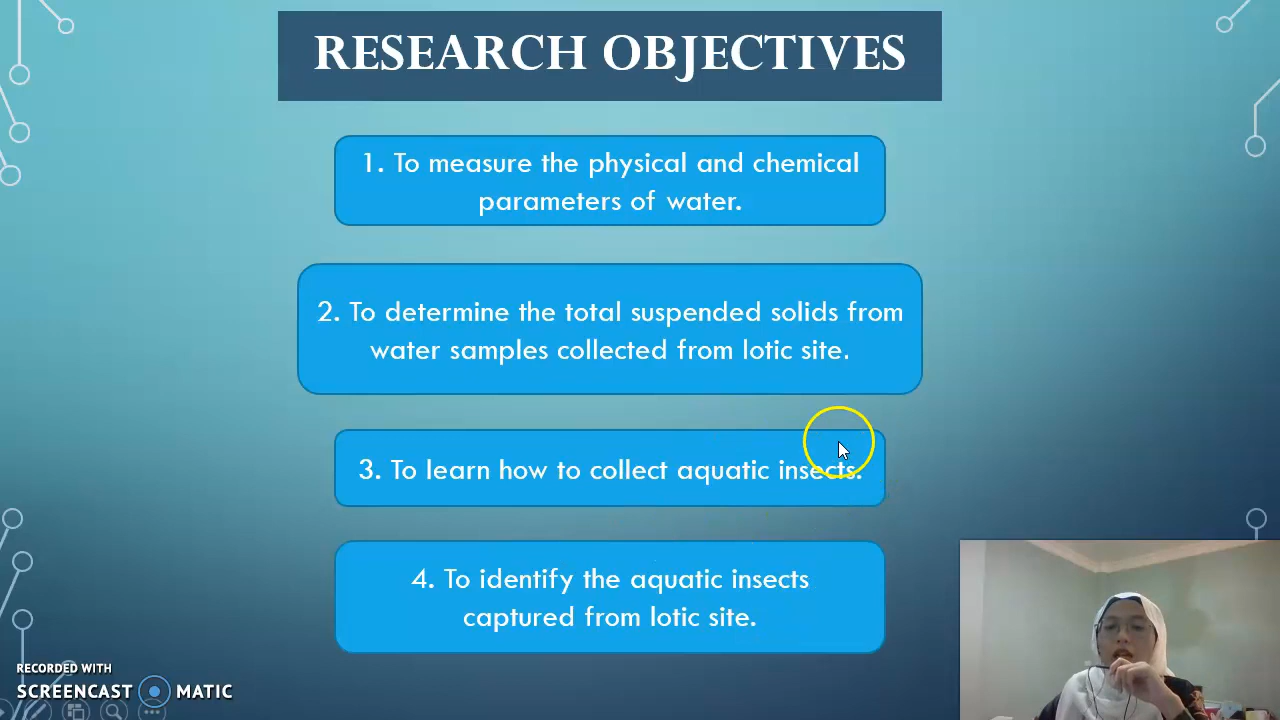 RESEARCH OBJECTIVES
1. To measure the physical and chemical
parameters of water.
2. To determine the total suspended solids from
water samples collected from lotic site.
3. To learn how to collect aquatic insects.
4. To identify the aquatic insects
captured from lotic site.
RECORDED WITH
SCREENCAST MATIC